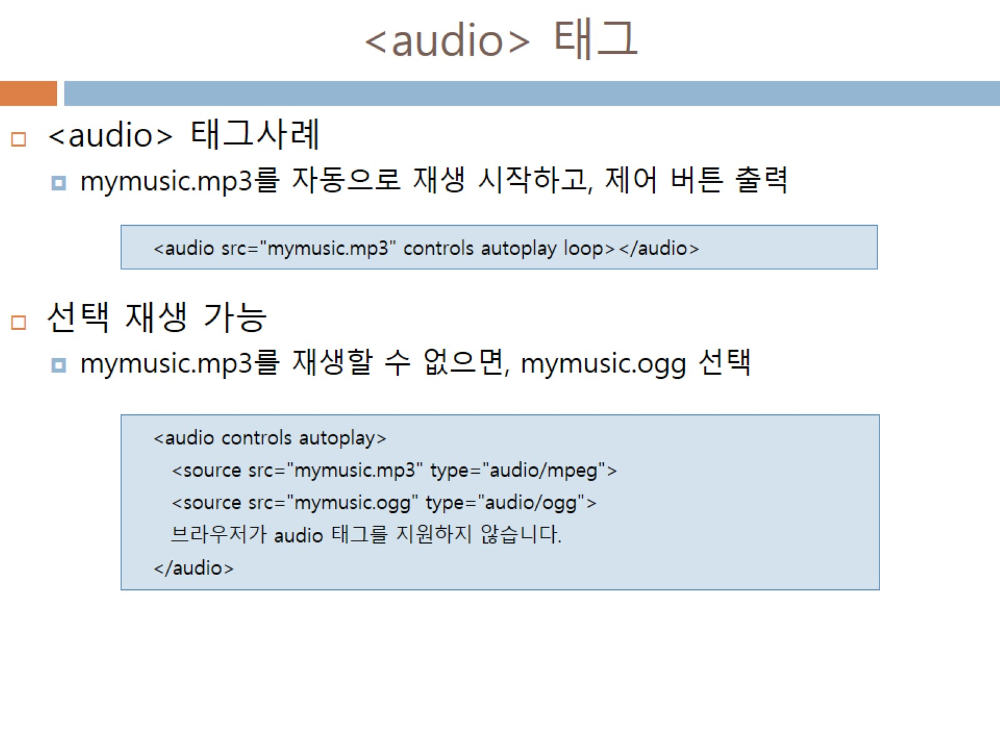 <audio> 태그
<audio> 태그사례
mymusic.mp3를 자동으로 재생 시작하고, 제어 버튼 출력
<audio src="mymusic.mp3" controls autoplay loop></audio>
선택 재생 가능
mymusic.mp3를 재생할 수 없으면, mymusic.ogg 선택
<audio controls autoplay>
<source src="mymusic.mp3" type="audio/mpeg">
<source src="mymusic.ogg" type="audio/ogg">
브라우저가 audio 태그를 지원하지 않습니다.
</audio>